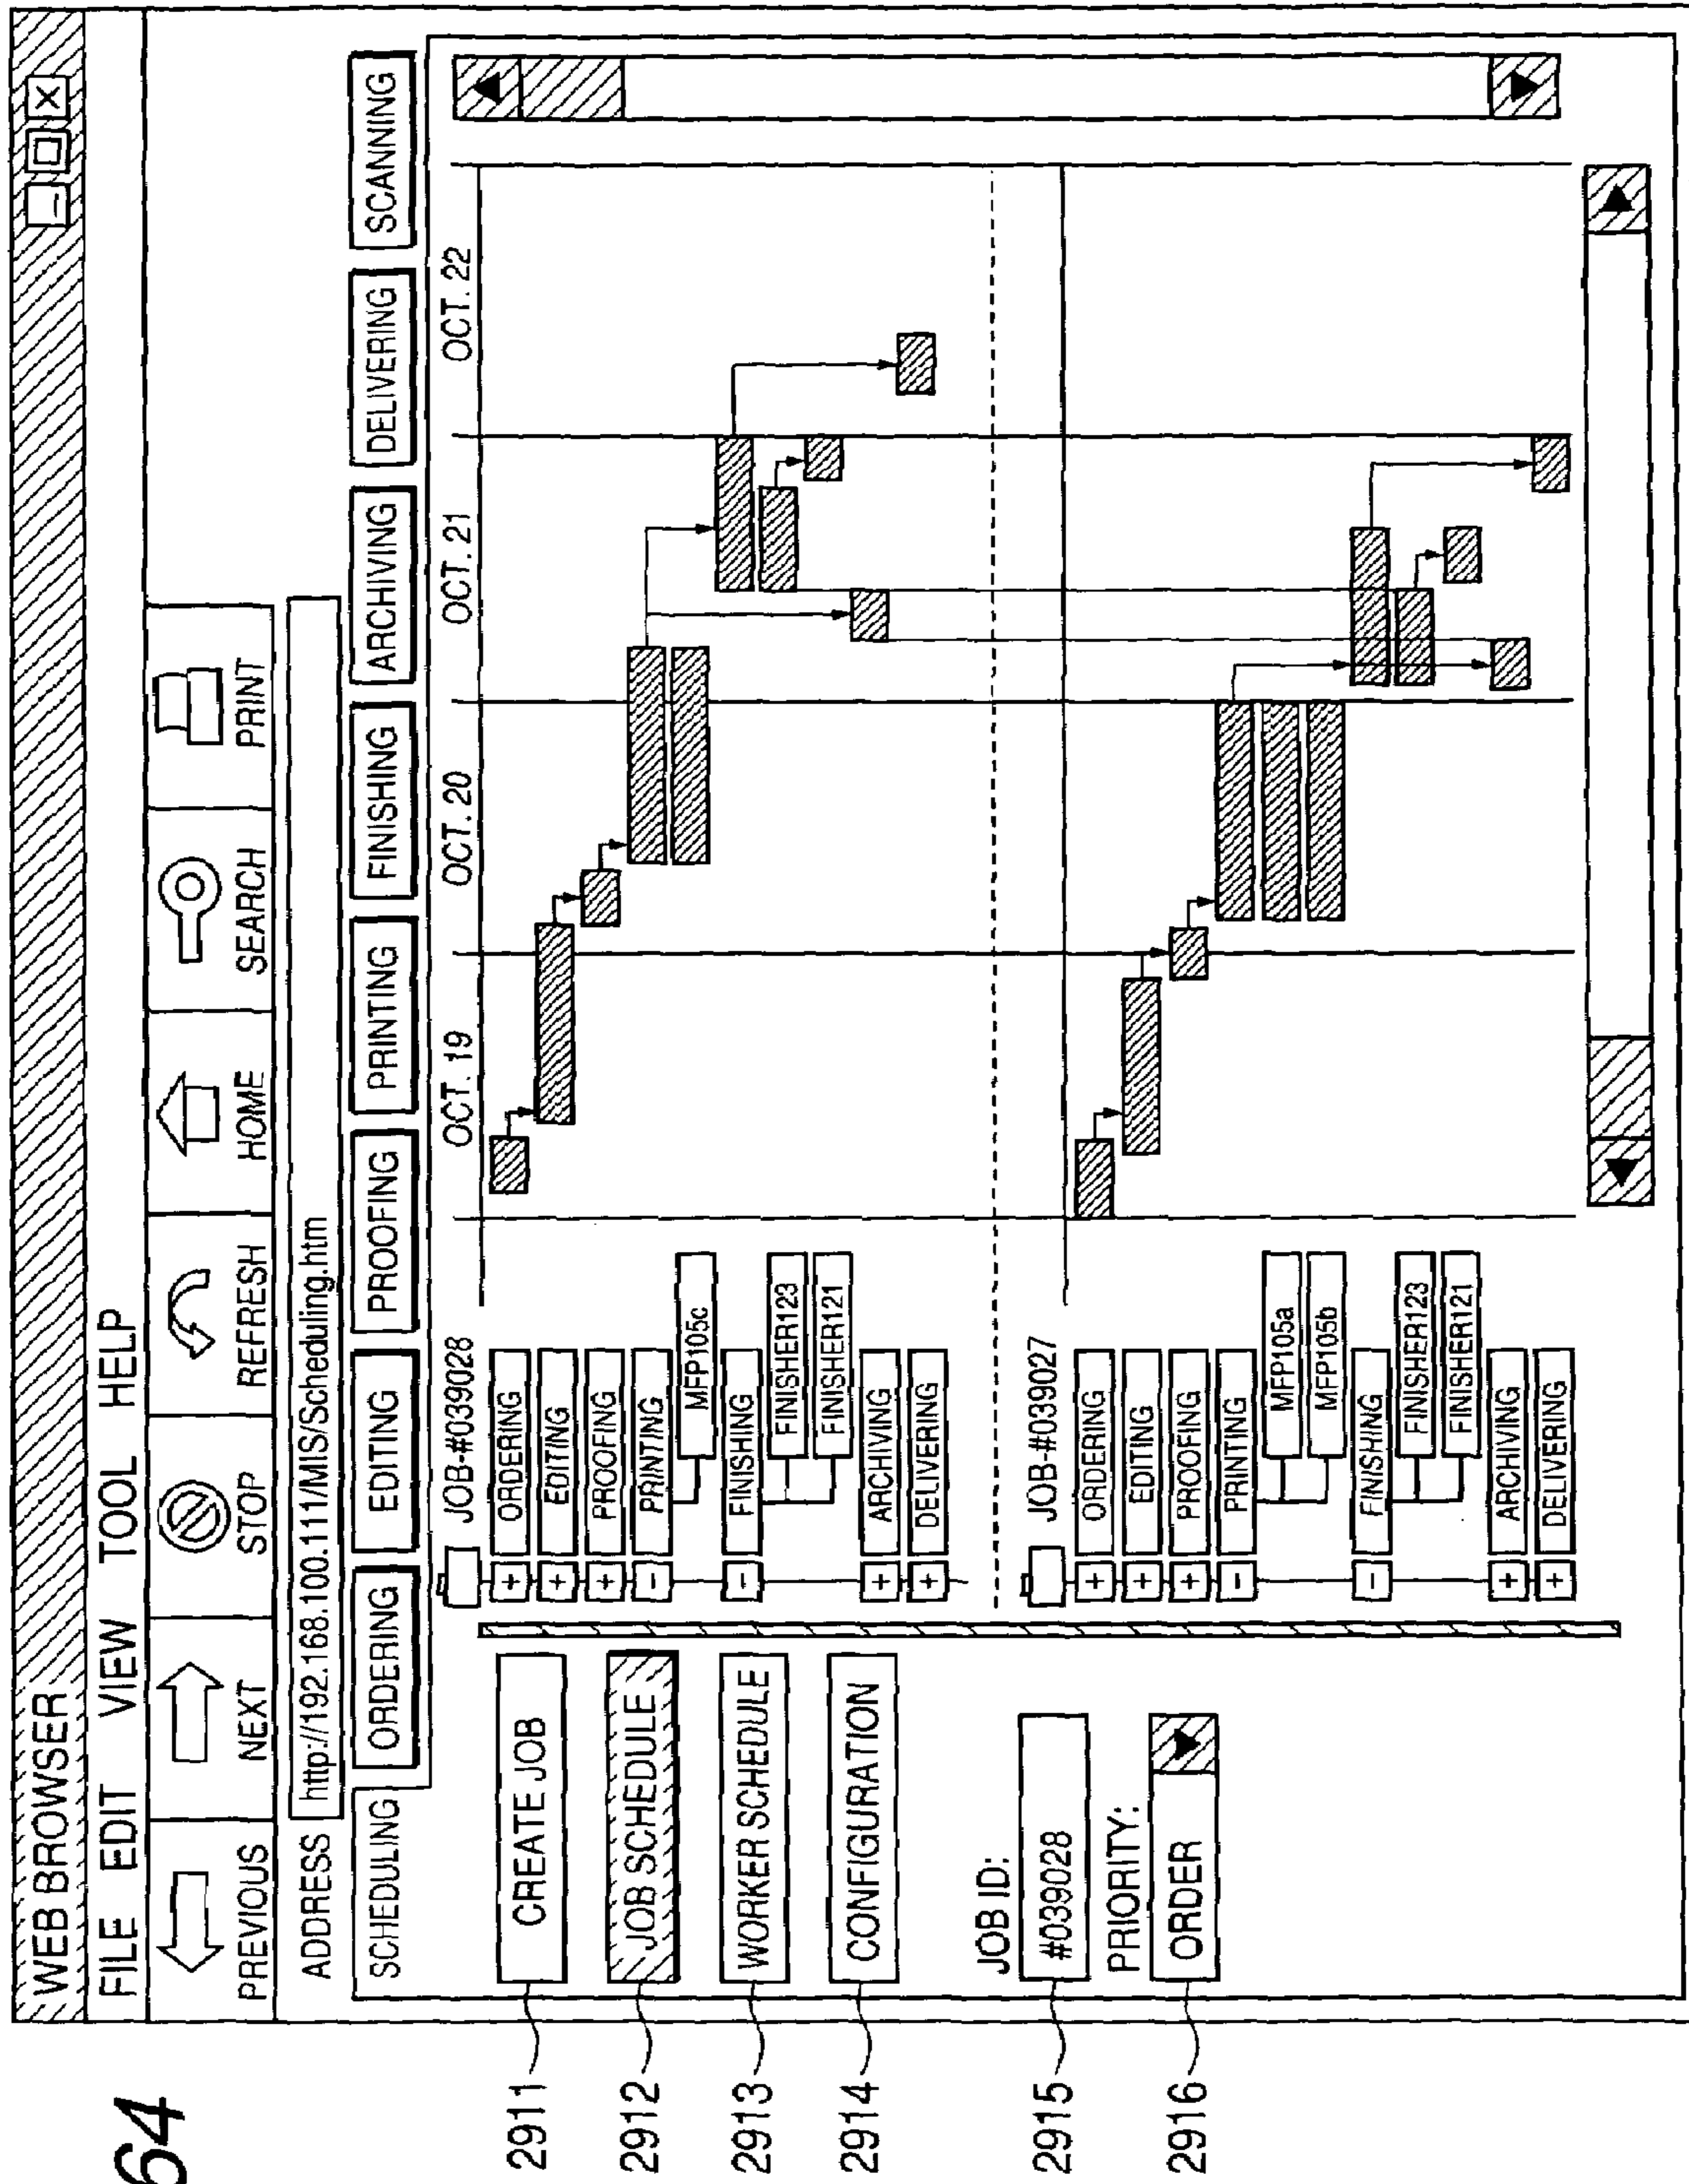 64
WEB BROWSER
FILE EDIT VIEW TOOL HELP
PREVIOUS NEXT STOP REFRESH HOME SEARCH PRINT
ADDRESS http://192.168.100.111/MIS/Scheduling.htm
SCHEDULING ORDERING EDITING PROOFING PRINTING FINISHING ARCHIVING DELIVERING SCANNING
OCT. 19 OCT. 20 OCT. 21 OCT. 22
2911 CREATE JOB
2912 JOB SCHEDULE
2913 WORKER SCHEDULE
2914 CONFIGURATION
JOB ID:
2915 #039028
PRIORITY:
2916 ORDER
JOB-#039028
+ ORDERING
+ EDITING
+ PROOFING
- PRINTING
MFP105c
- FINISHING
FINISHER123
FINISHER121
+ ARCHIVING
+ DELIVERING
JOB-#039027
+ ORDERING
+ EDITING
+ PROOFING
- PRINTING
MFP105a
MFP105b
- FINISHING
FINISHER123
FINISHER121
+ ARCHIVING
+ DELIVERING